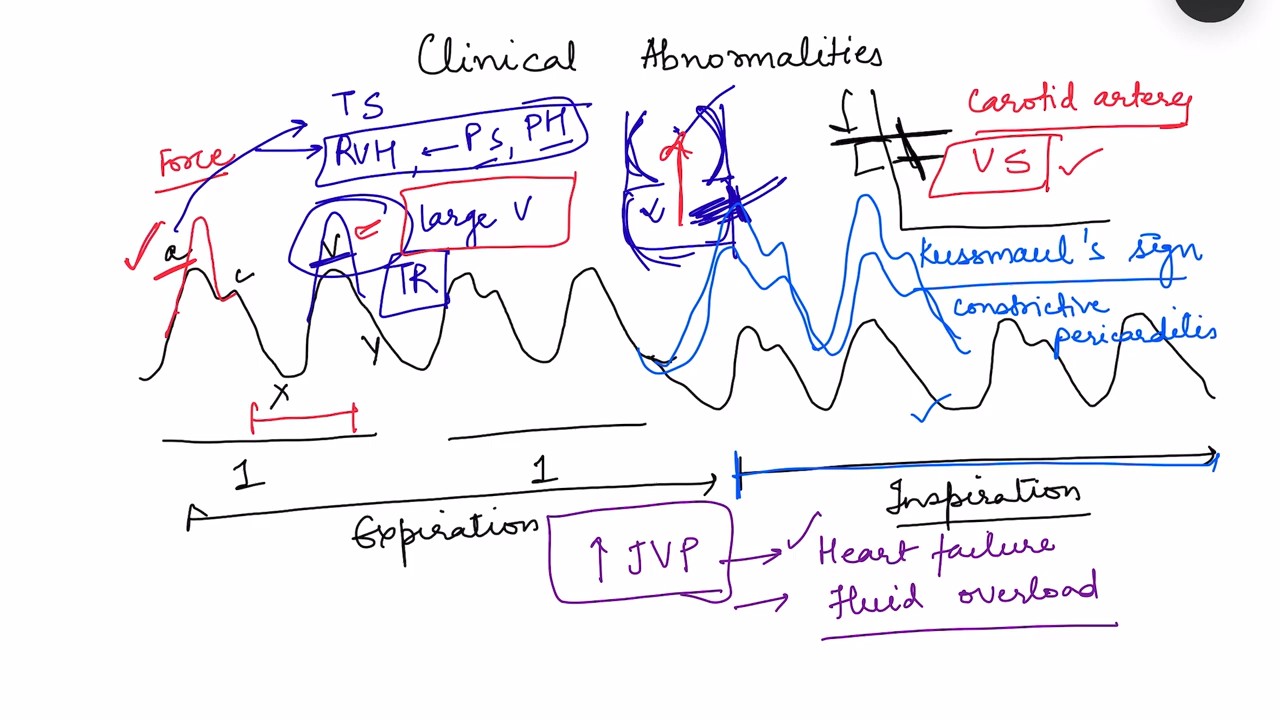 Clinical Abnormalities
TS
RVH ← PS, PH
Force
large V
TR
carotid artery
VS
Kussmaul's sign
constrictive
pericarditis
a
c
V
x
y
1
1
Expiration
Inspiration
↑ JVP → Heart failure
→ Fluid overload